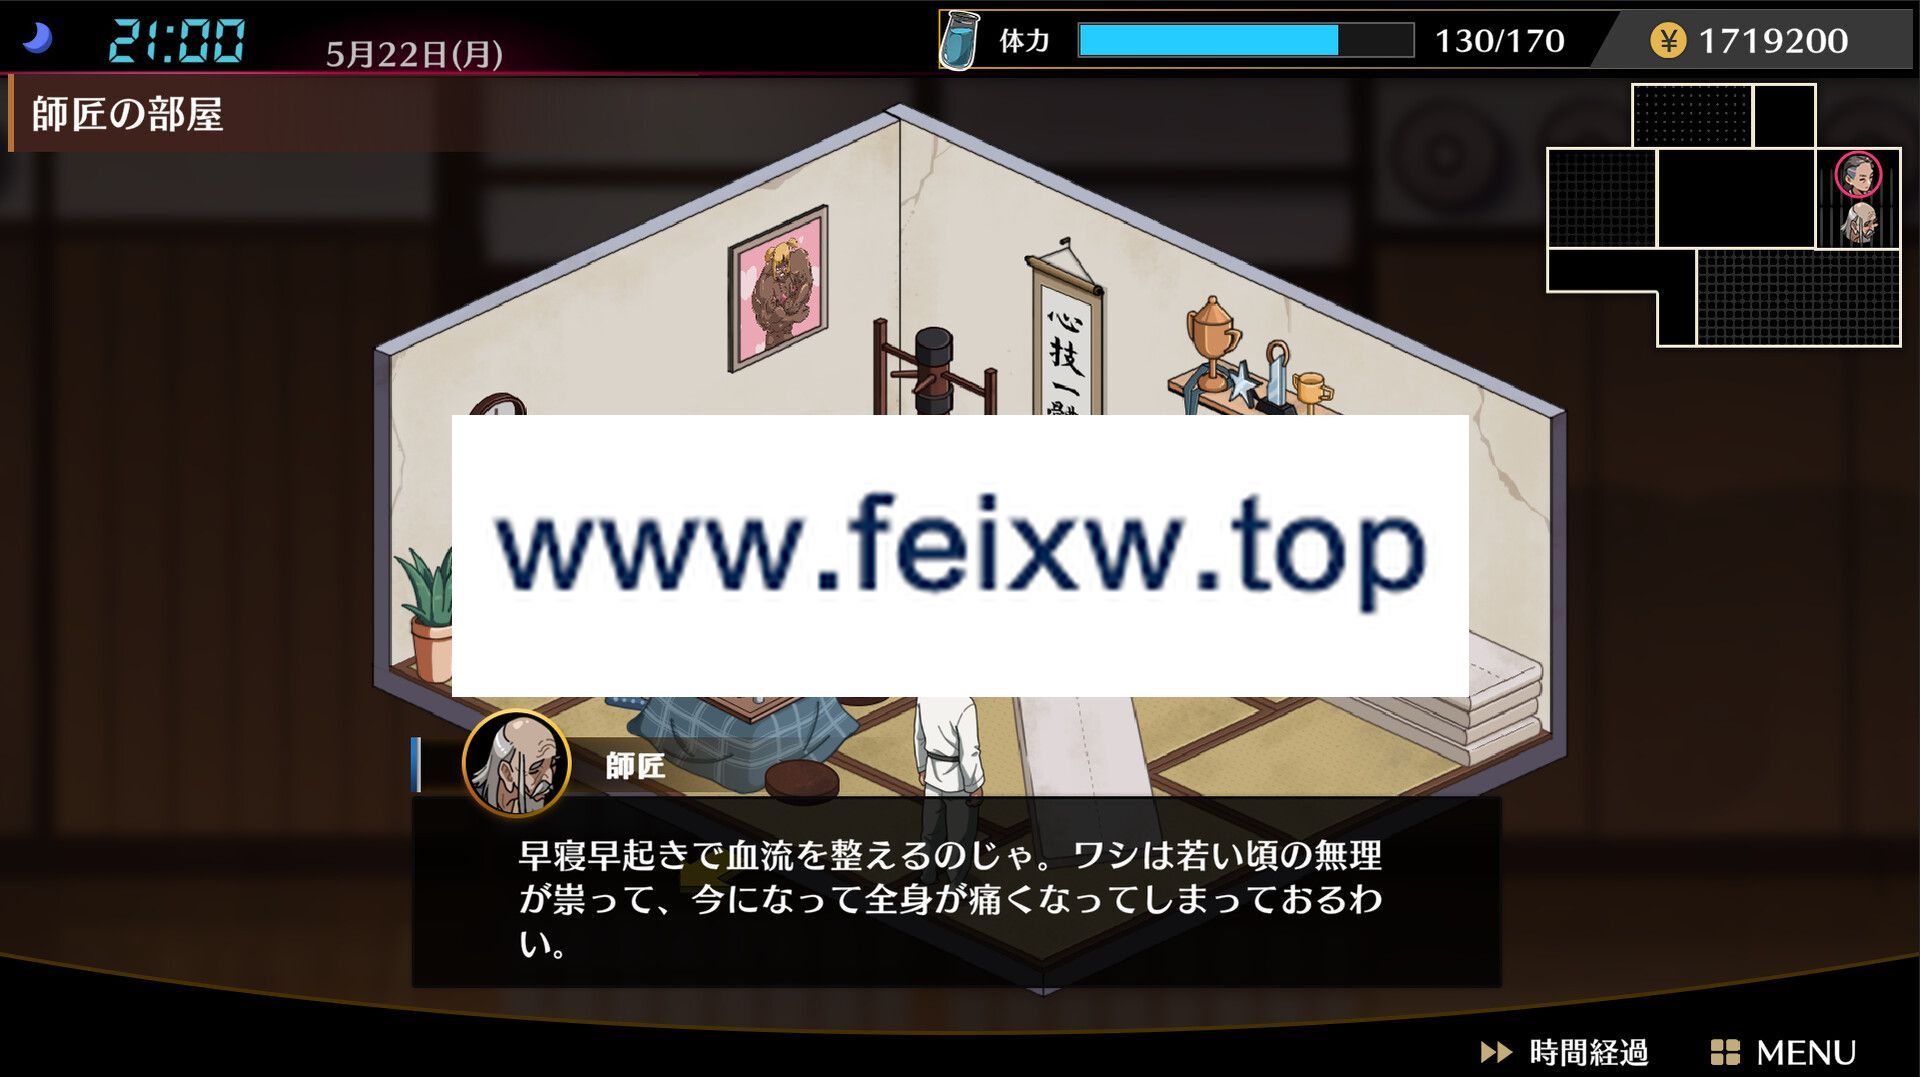 21:00
5月22日(月)
体力
130/170
¥ 1719200
師匠の部屋
心技一
www.feixw.top
師匠
早寝早起きで血流を整えるのじゃ。ワシは若い頃の無理
が祟って、今になって全身が痛くなってしまっておるわ
い。
時間経過
MENU